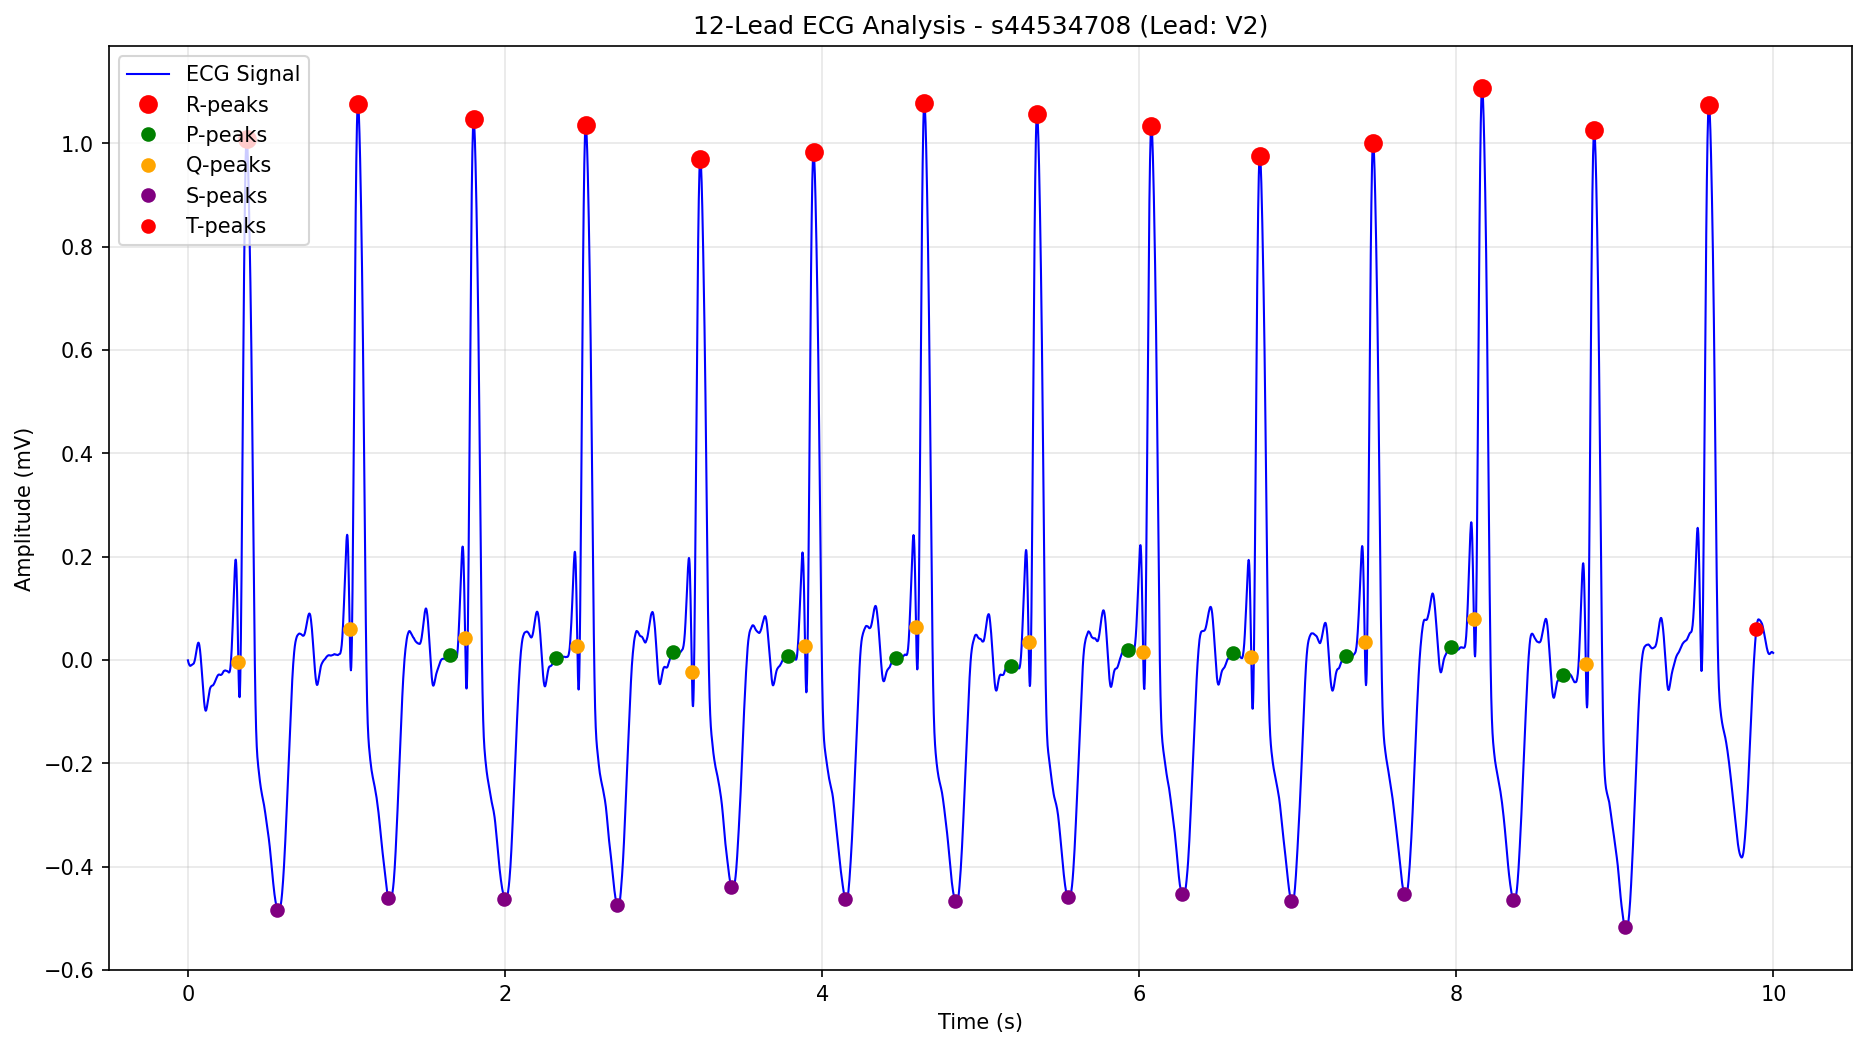 12-Lead ECG Analysis - s44534708 (Lead: V2)
ECG Signal
R-peaks
P-peaks
Q-peaks
S-peaks
T-peaks
Amplitude (mV)
1.0
0.8
0.6
0.4
0.2
0.0
−0.2
−0.4
−0.6
0
2
4
6
8
10
Time (s)